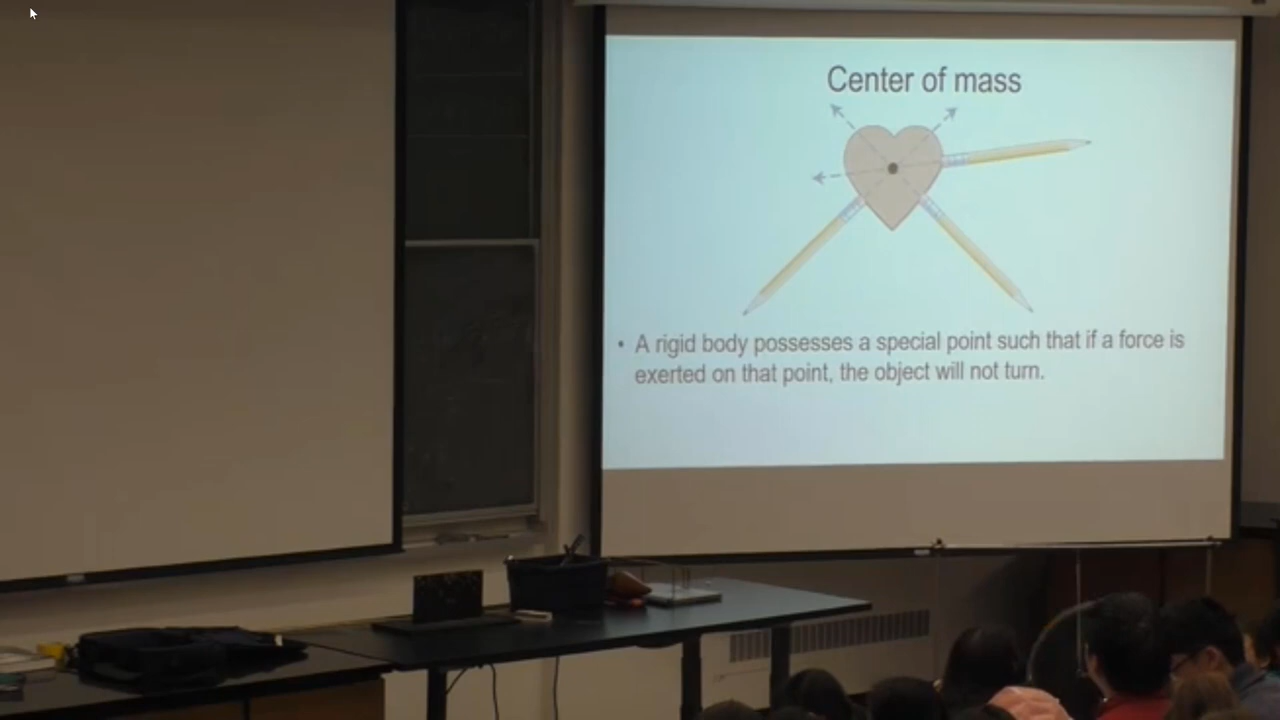 Center of mass
• A rigid body possesses a special point such that if a force is
exerted on that point, the object will not turn.